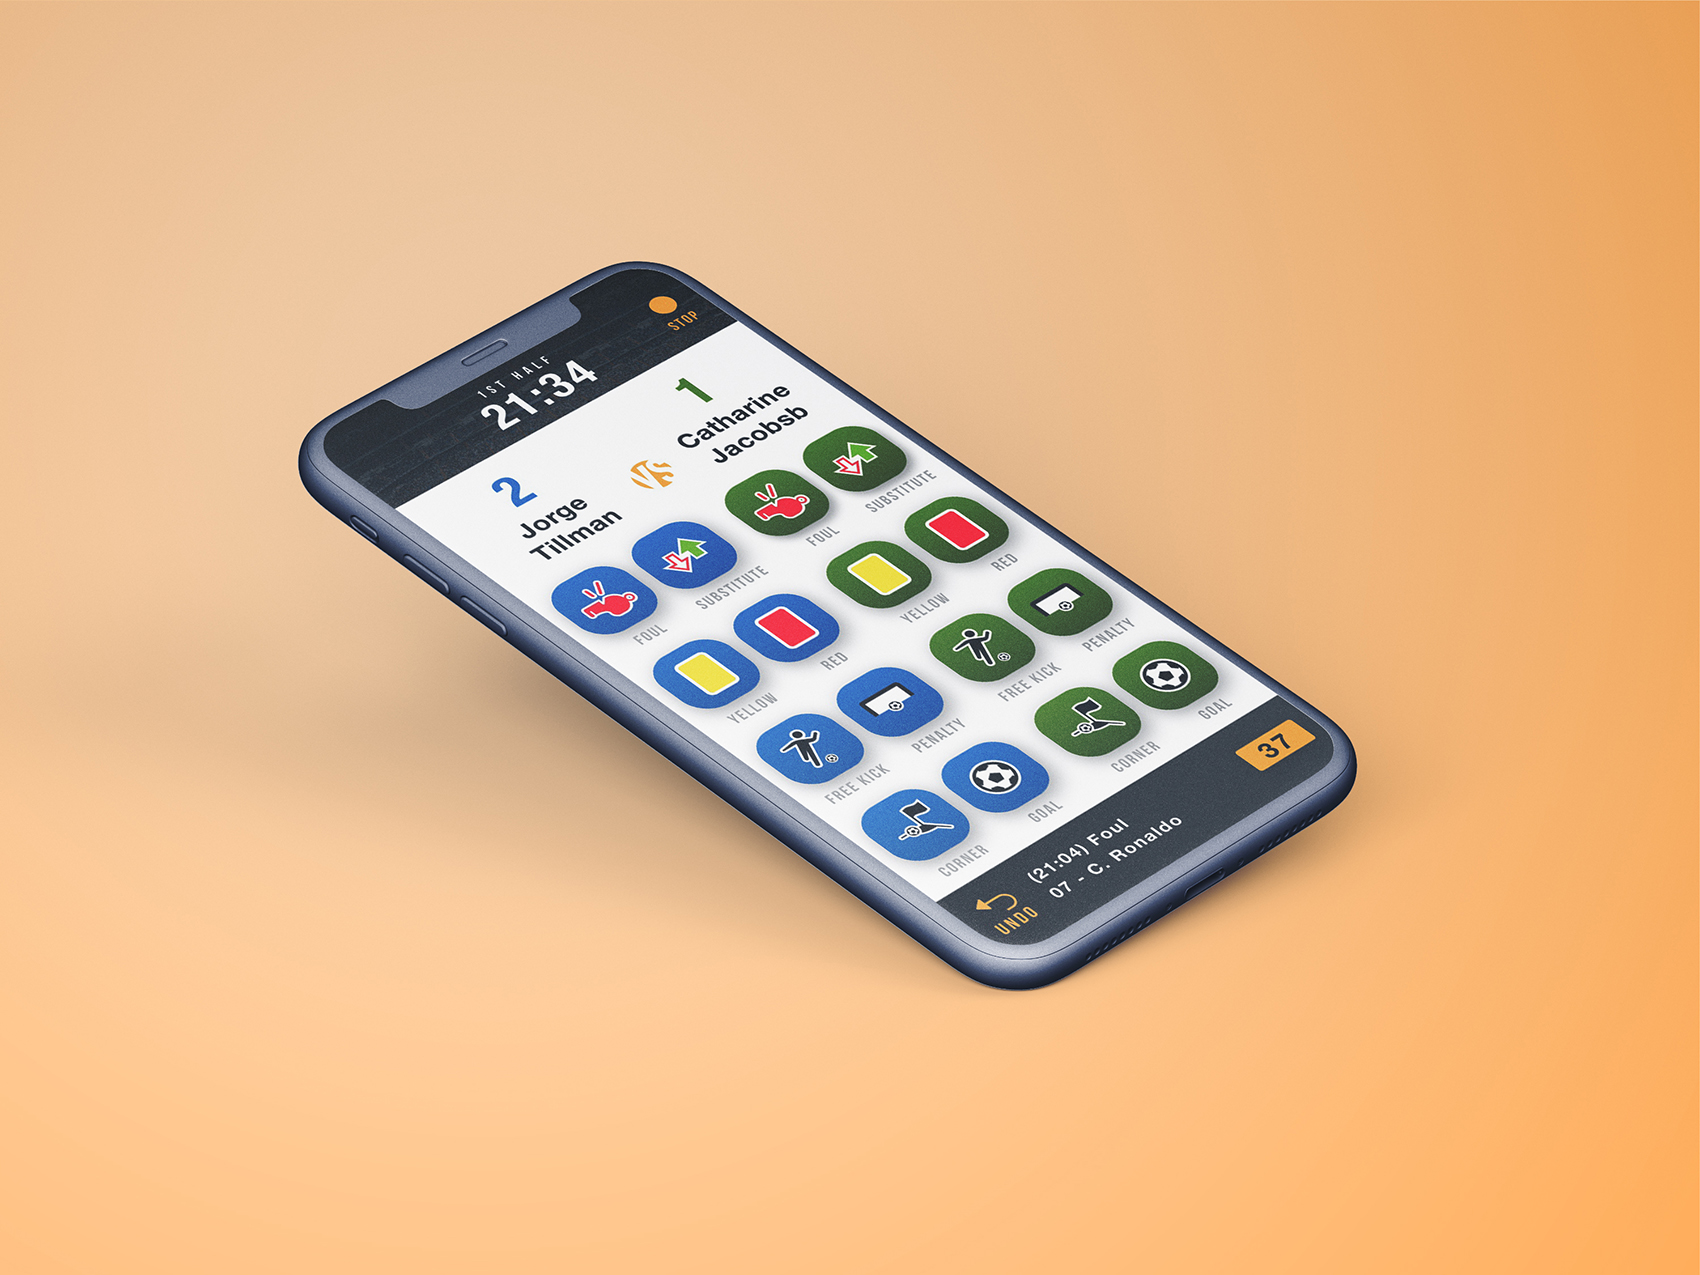 STOP
1ST HALF
21:34
2
Jorge
Tillman
VS
1
Catharine
Jacobsb
FOUL
SUBSTITUTE
FOUL
SUBSTITUTE
YELLOW
RED
YELLOW
RED
FREE KICK
PENALTY
FREE KICK
PENALTY
CORNER
GOAL
CORNER
GOAL
UNDO
(21:04) Foul
07 - C. Ronaldo
37